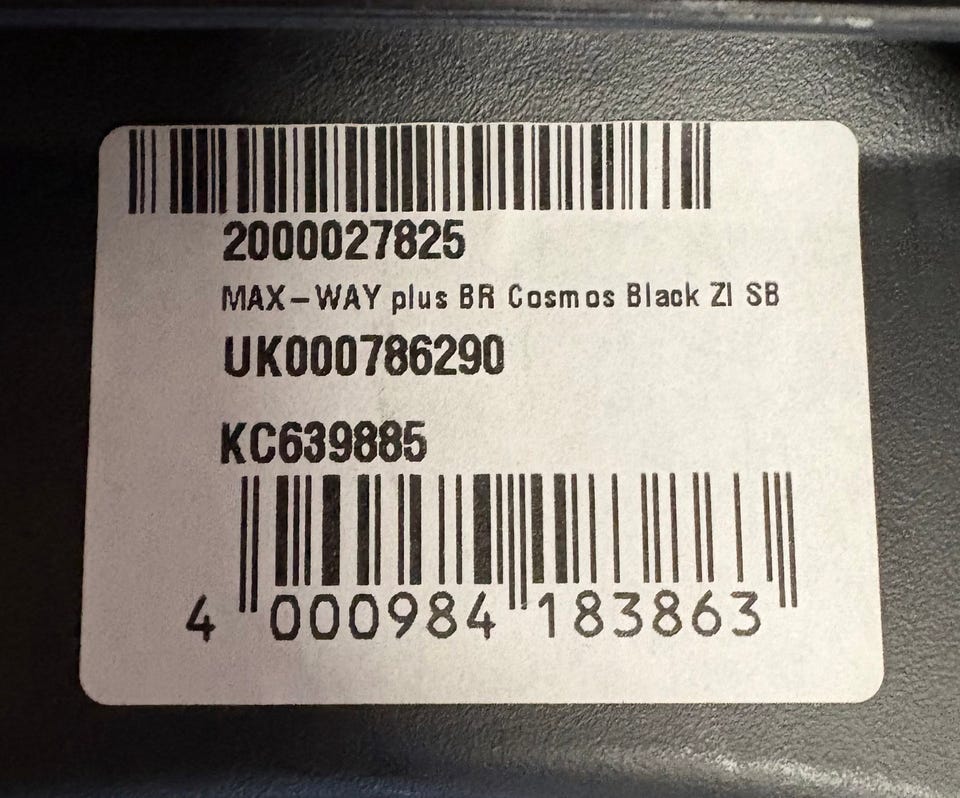 2000027825
MAX-WAY plus BR Cosmos Black ZI SB
UK000786290
KC639885
4 000984 183863